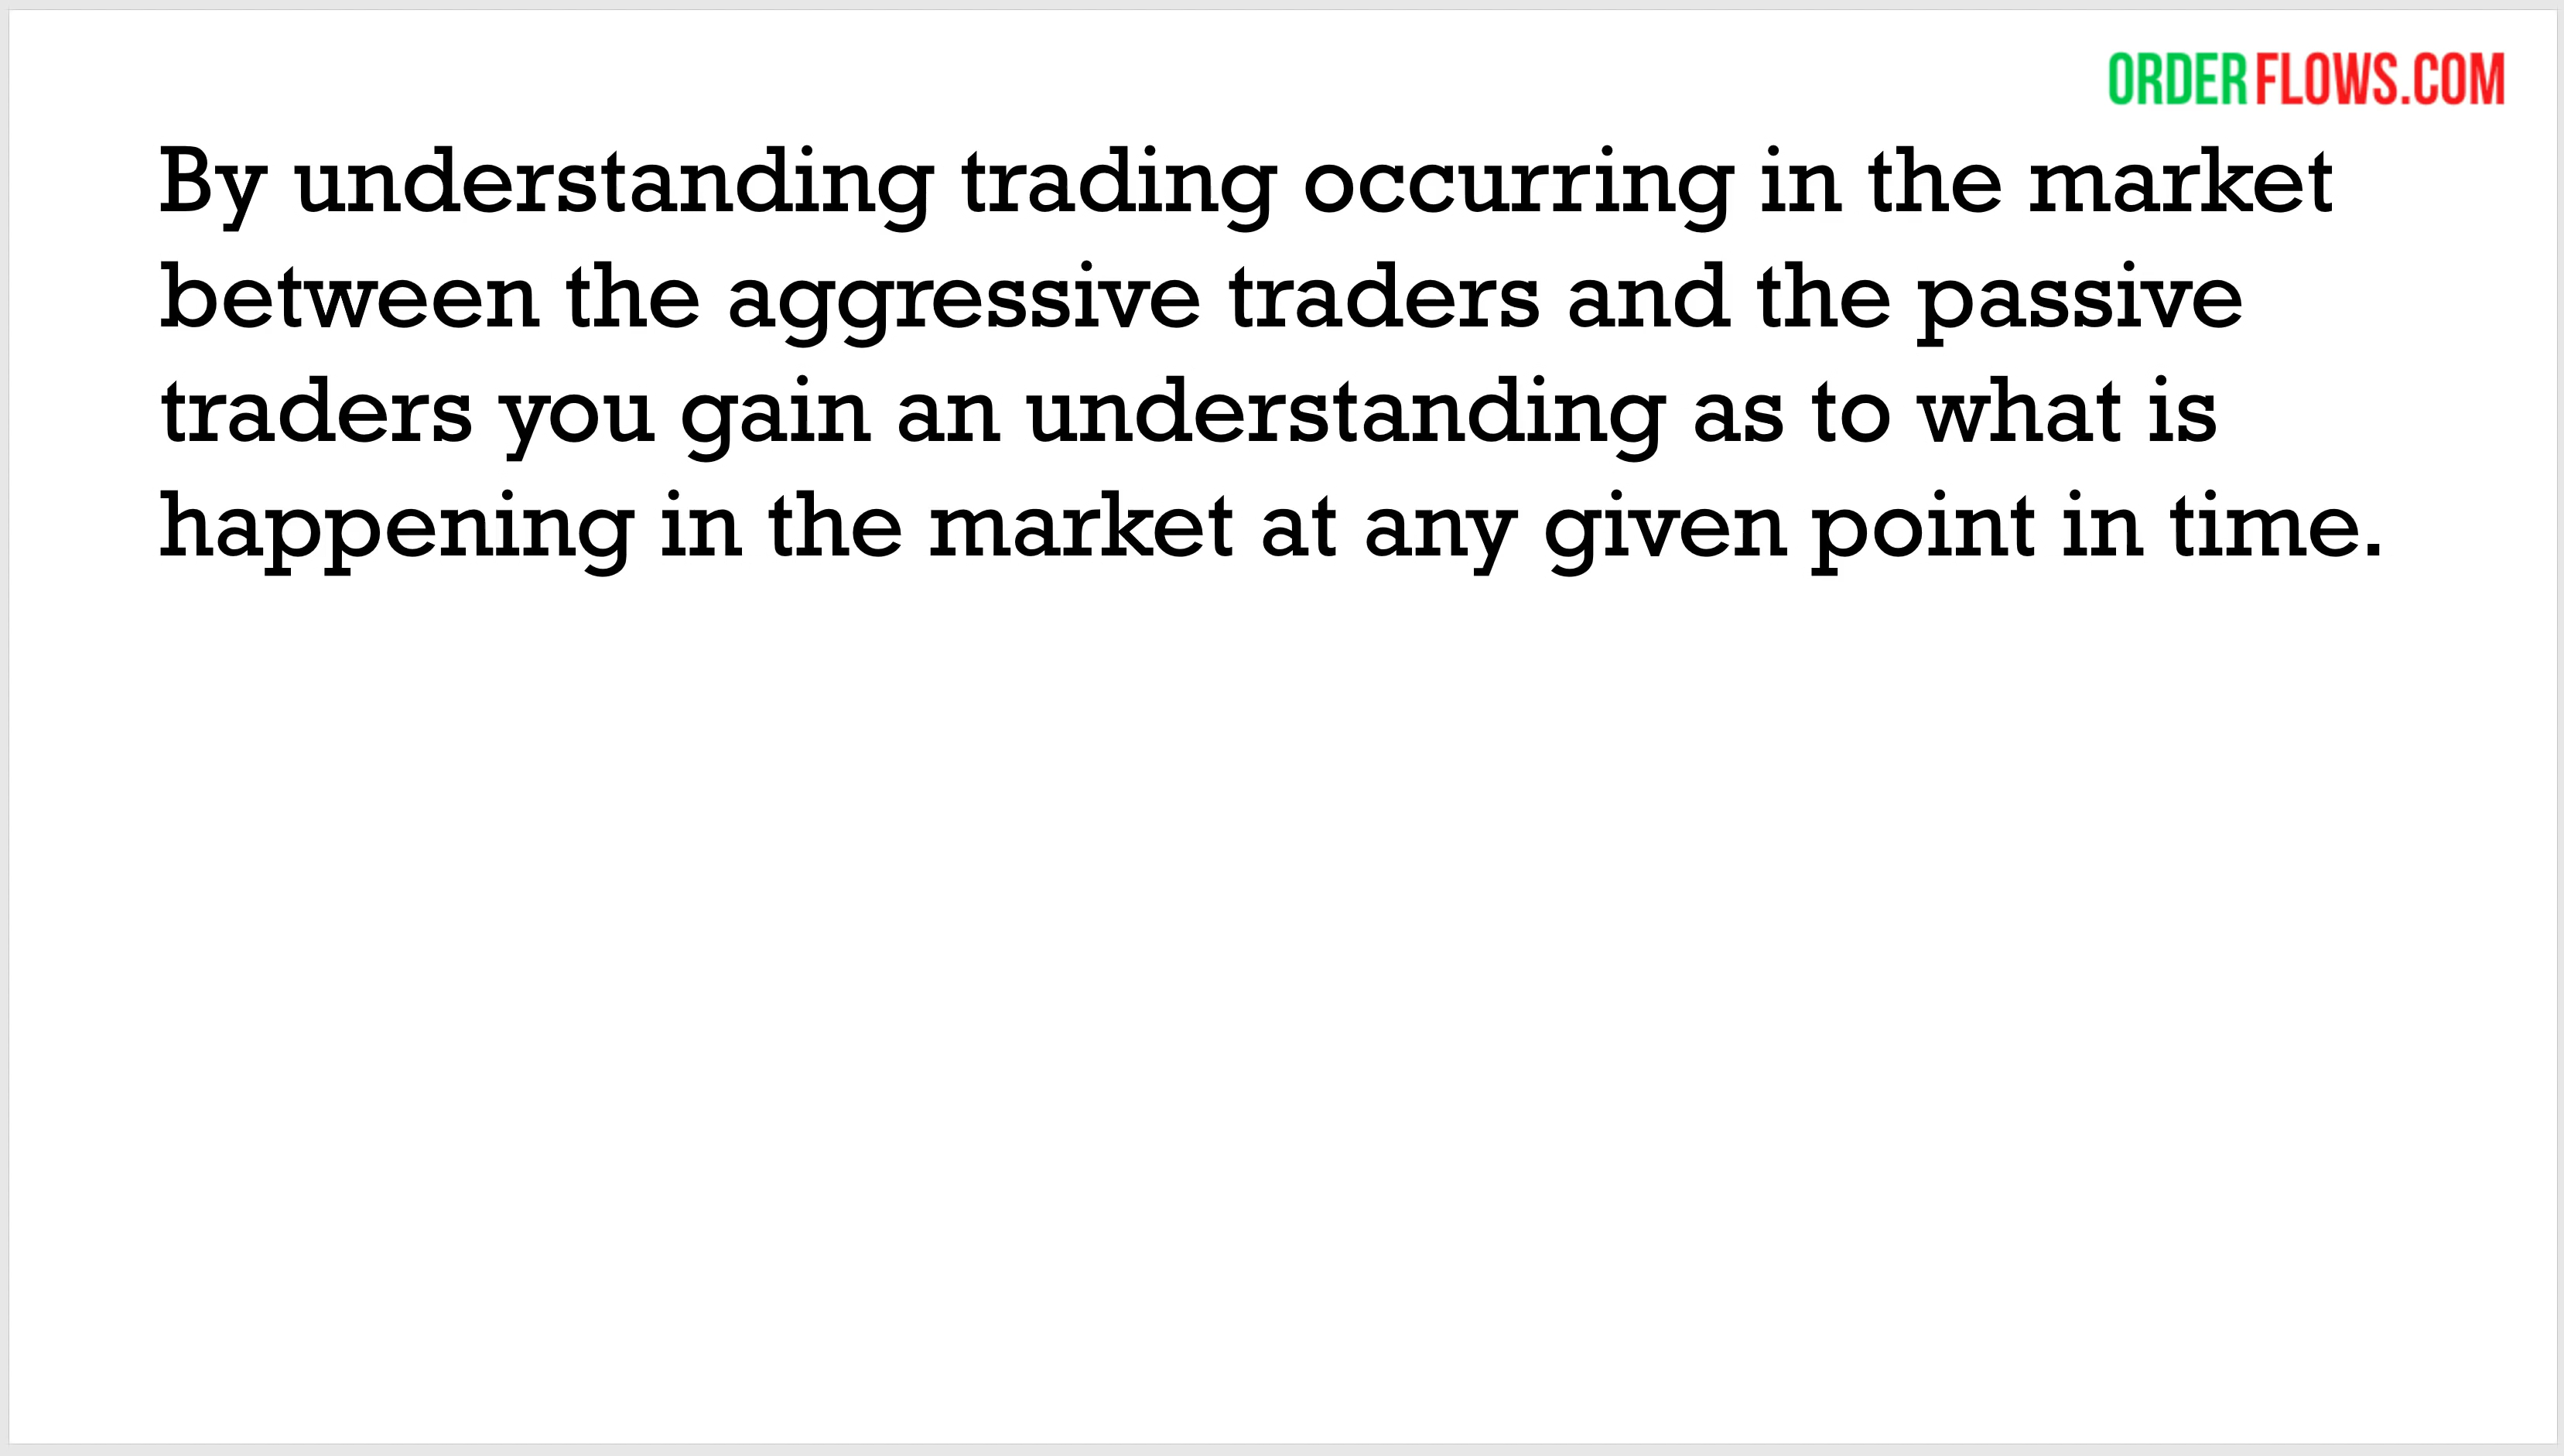 ORDERFLOWS.COM
By understanding trading occurring in the market
between the aggressive traders and the passive
traders you gain an understanding as to what is
happening in the market at any given point in time.